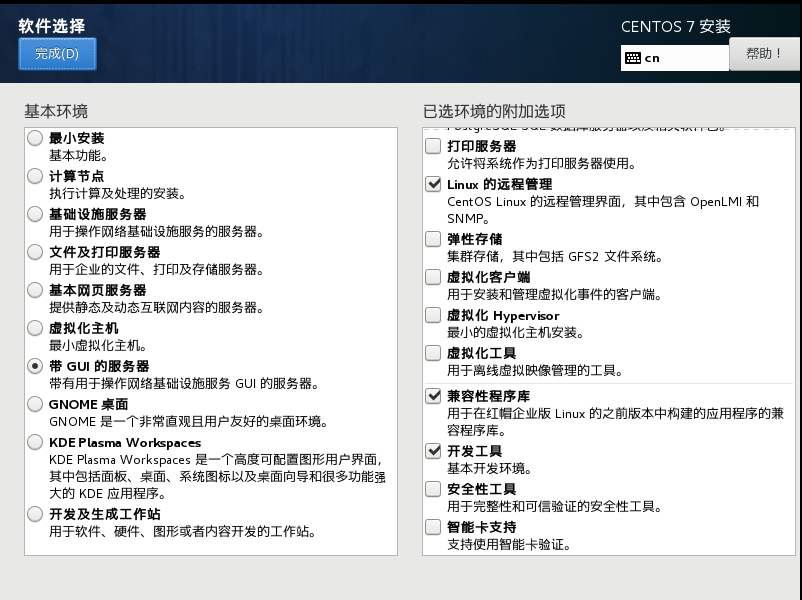 软件选择
完成(D)
CENTOS 7 安装
cn
帮助！
基本环境
最小安装
基本功能。
计算节点
执行计算及处理的安装。
基础设施服务器
用于操作网络基础设施服务的服务器。
文件及打印服务器
用于企业的文件、打印及存储服务器。
基本网页服务器
提供静态及动态互联网内容的服务器。
虚拟化主机
最小虚拟化主机。
带 GUI 的服务器
带有用于操作网络基础设施服务 GUI 的服务器。
GNOME 桌面
GNOME 是一个非常直观且用户友好的桌面环境。
KDE Plasma Workspaces
KDE Plasma Workspaces 是一个高度可配置图形用户界面，
其中包括面板、桌面、系统图标以及桌面向导和很多功能强
大的 KDE 应用程序。
开发及生成工作站
用于软件、硬件、图形或者内容开发的工作站。
已选环境的附加选项
PostgreSQL SQL 数据库服务器以及相关软件包。
打印服务器
允许将系统作为打印服务器使用。
Linux 的远程管理
CentOS Linux 的远程管理界面，其中包含 OpenLMI 和
SNMP。
弹性存储
集群存储，其中包括 GFS2 文件系统。
虚拟化客户端
用于安装和管理虚拟化事件的客户端。
虚拟化 Hypervisor
最小的虚拟化主机安装。
虚拟化工具
用于离线虚拟映像管理的工具。
兼容性程序库
用于在红帽企业版 Linux 的之前版本中构建的应用程序的兼
容程序库。
开发工具
基本开发环境。
安全性工具
用于完整性和可信验证的安全性工具。
智能卡支持
支持使用智能卡验证。